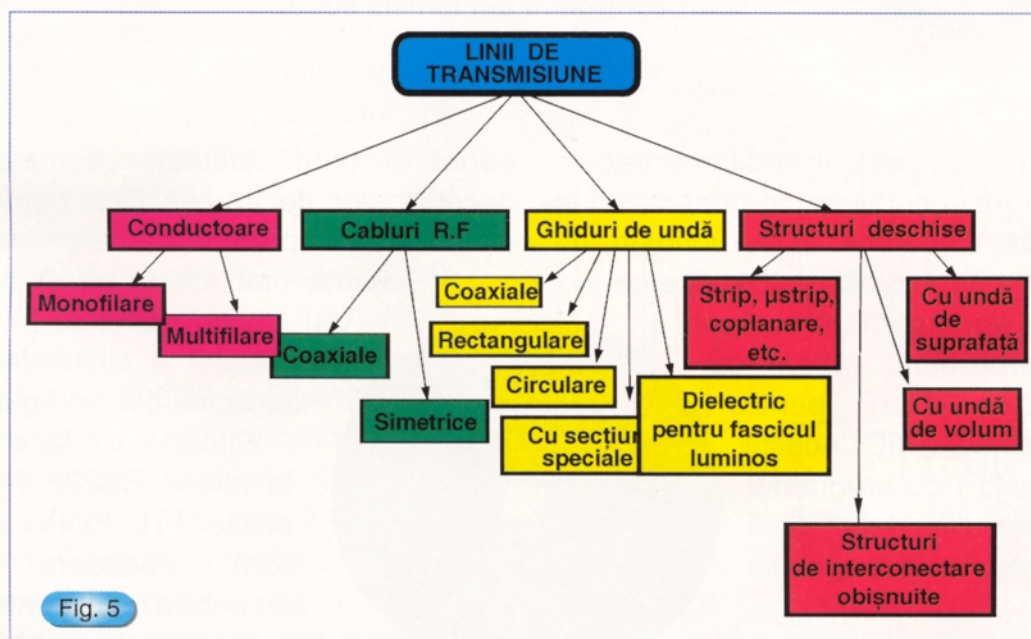 LINII DE
TRANSMISIUNE
Conductoare
Cabluri R.F
Ghiduri de undă
Structuri deschise
Monofilare
Multifilare
Coaxiale
Simetrice
Coaxiale
Rectangulare
Circulare
Cu secțiun
speciale
Dielectric
pentru fascicul
luminos
Strip, µstrip,
coplanare,
etc.
Cu undă
de
suprafață
Cu undă
de volum
Structuri
de interconectare
obișnuite
Fig. 5